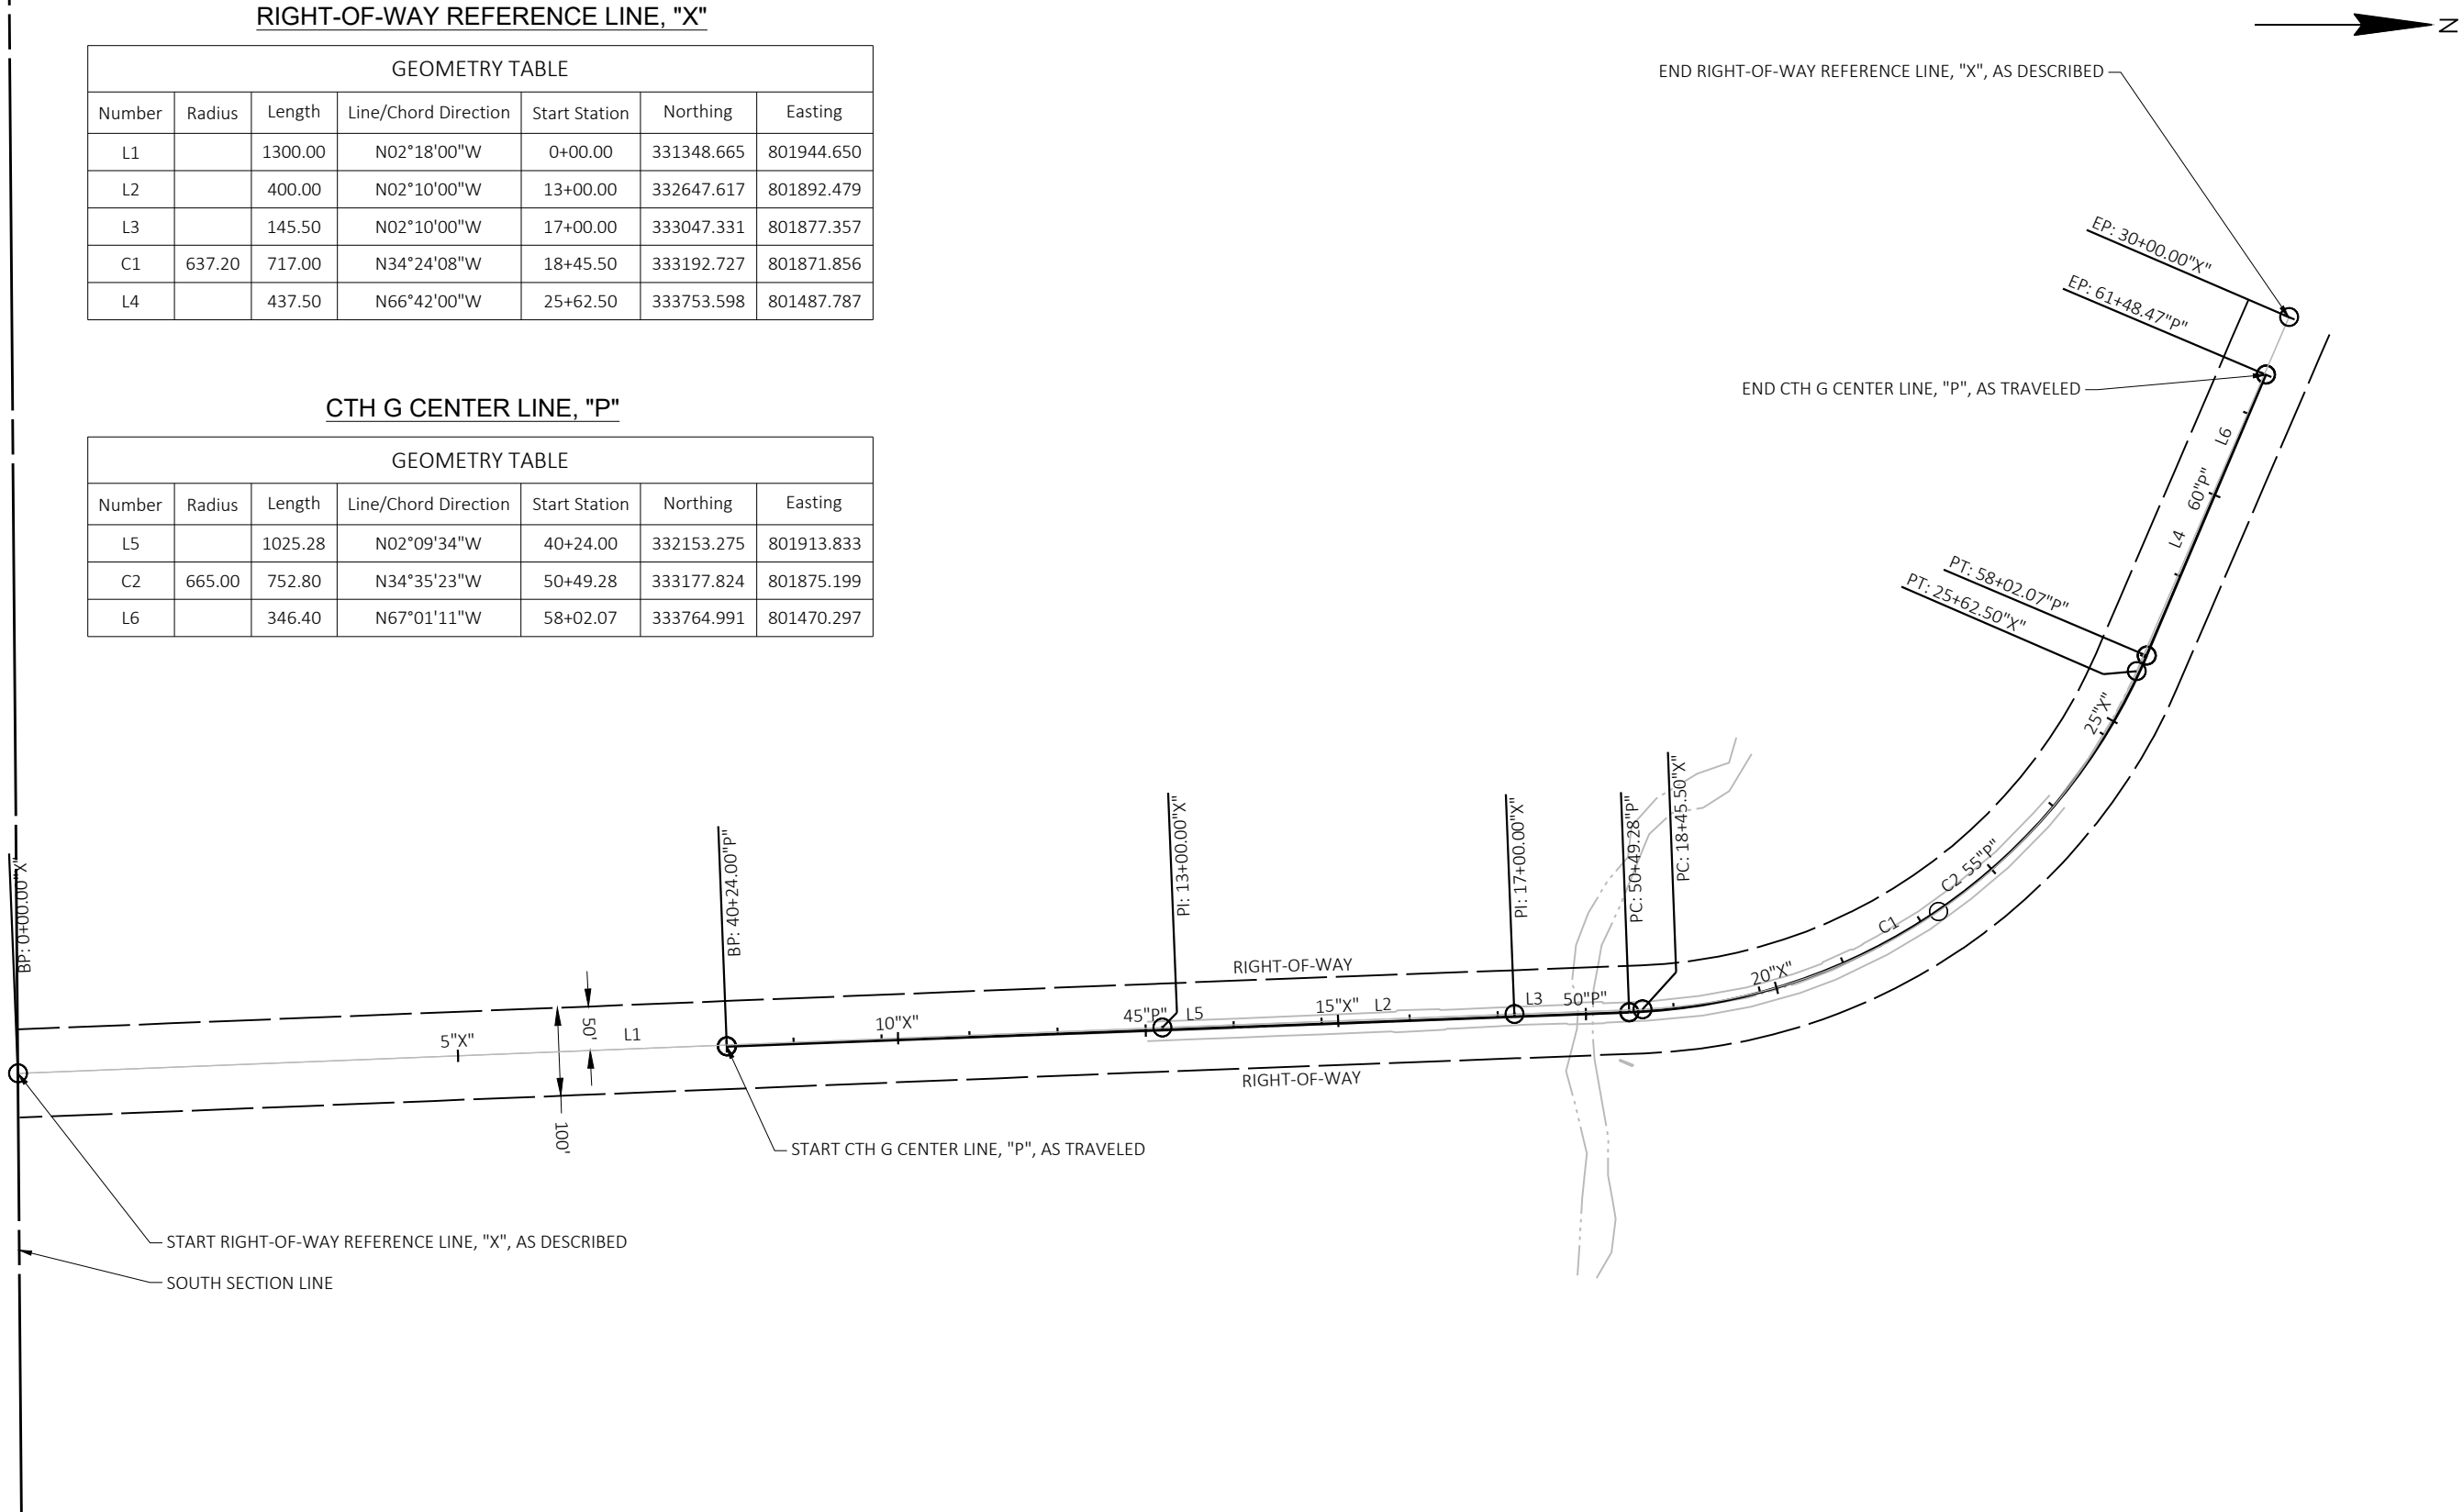 RIGHT-OF-WAY REFERENCE LINE, "X"
GEOMETRY TABLE
Number Radius Length Line/Chord Direction Start Station Northing Easting
L1 1300.00 N02°18'00"W 0+00.00 331348.665 801944.650
L2 400.00 N02°10'00"W 13+00.00 332647.617 801892.479
L3 145.50 N02°10'00"W 17+00.00 333047.331 801877.357
C1 637.20 717.00 N34°24'08"W 18+45.50 333192.727 801871.856
L4 437.50 N66°42'00"W 25+62.50 333753.598 801487.787
CTH G CENTER LINE, "P"
GEOMETRY TABLE
Number Radius Length Line/Chord Direction Start Station Northing Easting
L5 1025.28 N02°09'34"W 40+24.00 332153.275 801913.833
C2 665.00 752.80 N34°35'23"W 50+49.28 333177.824 801875.199
L6 346.40 N67°01'11"W 58+02.07 333764.991 801470.297
N
END RIGHT-OF-WAY REFERENCE LINE, "X", AS DESCRIBED
EP: 30+00.00"X"
EP: 61+48.47"P"
END CTH G CENTER LINE, "P", AS TRAVELED
L6
60"P"
L4
PT: 58+02.07"P"
PT: 25+62.50"X"
25"X"
C2 55"P"
C1
20"X"
BP: 0+00.00"X"
BP: 40+24.00"P"
PI: 13+00.00"X"
PI: 17+00.00"X"
PC: 50+49.28"P"
PC: 18+45.50"X"
RIGHT-OF-WAY
5"X"
L1
50'
10"X"
45"P"
L5
15"X"
L2
L3
50"P"
RIGHT-OF-WAY
100'
START CTH G CENTER LINE, "P", AS TRAVELED
START RIGHT-OF-WAY REFERENCE LINE, "X", AS DESCRIBED
SOUTH SECTION LINE